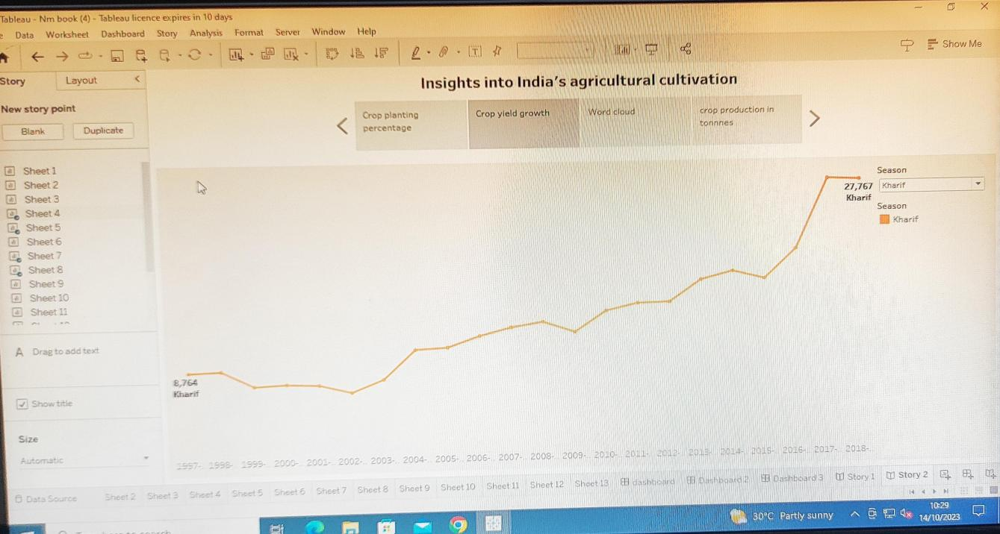 Tableau - Nm book (4) - Tableau licence expires in 10 days
e Data Worksheet Dashboard Story Analysis Format Server Window Help
Show Me
Story Layout
New story point
Blank Duplicate
Sheet 1
Sheet 2
Sheet 3
Sheet 4
Sheet 5
Sheet 6
Sheet 7
Sheet 8
Sheet 9
Sheet 10
Sheet 11
A Drag to add text
Show title
Size
Automatic
Insights into India's agricultural cultivation
Crop planting
percentage
Crop yield growth
Word cloud
crop production in
tonnnes
Season
Kharif
Season
Kharif
27,767
Kharif
8,764
Kharif
1997-.. 1998-.. 1999-.. 2000-.. 2001-.. 2002-.. 2003-.. 2004-.. 2005-.. 2006-.. 2007-.. 2008-.. 2009-.. 2010-.. 2011-.. 2012-.. 2013-.. 2014-.. 2015-.. 2016-.. 2017-.. 2018-..
Data Source Sheet 2 Sheet 3 Sheet 4 Sheet 5 Sheet 6 Sheet 7 Sheet 8 Sheet 9 Sheet 10 Sheet 11 Sheet 12 Sheet 13 dashboard Dashboard 2 Dashboard 3 Story 1 Story 2
30°C Partly sunny
10:29
14/10/2023